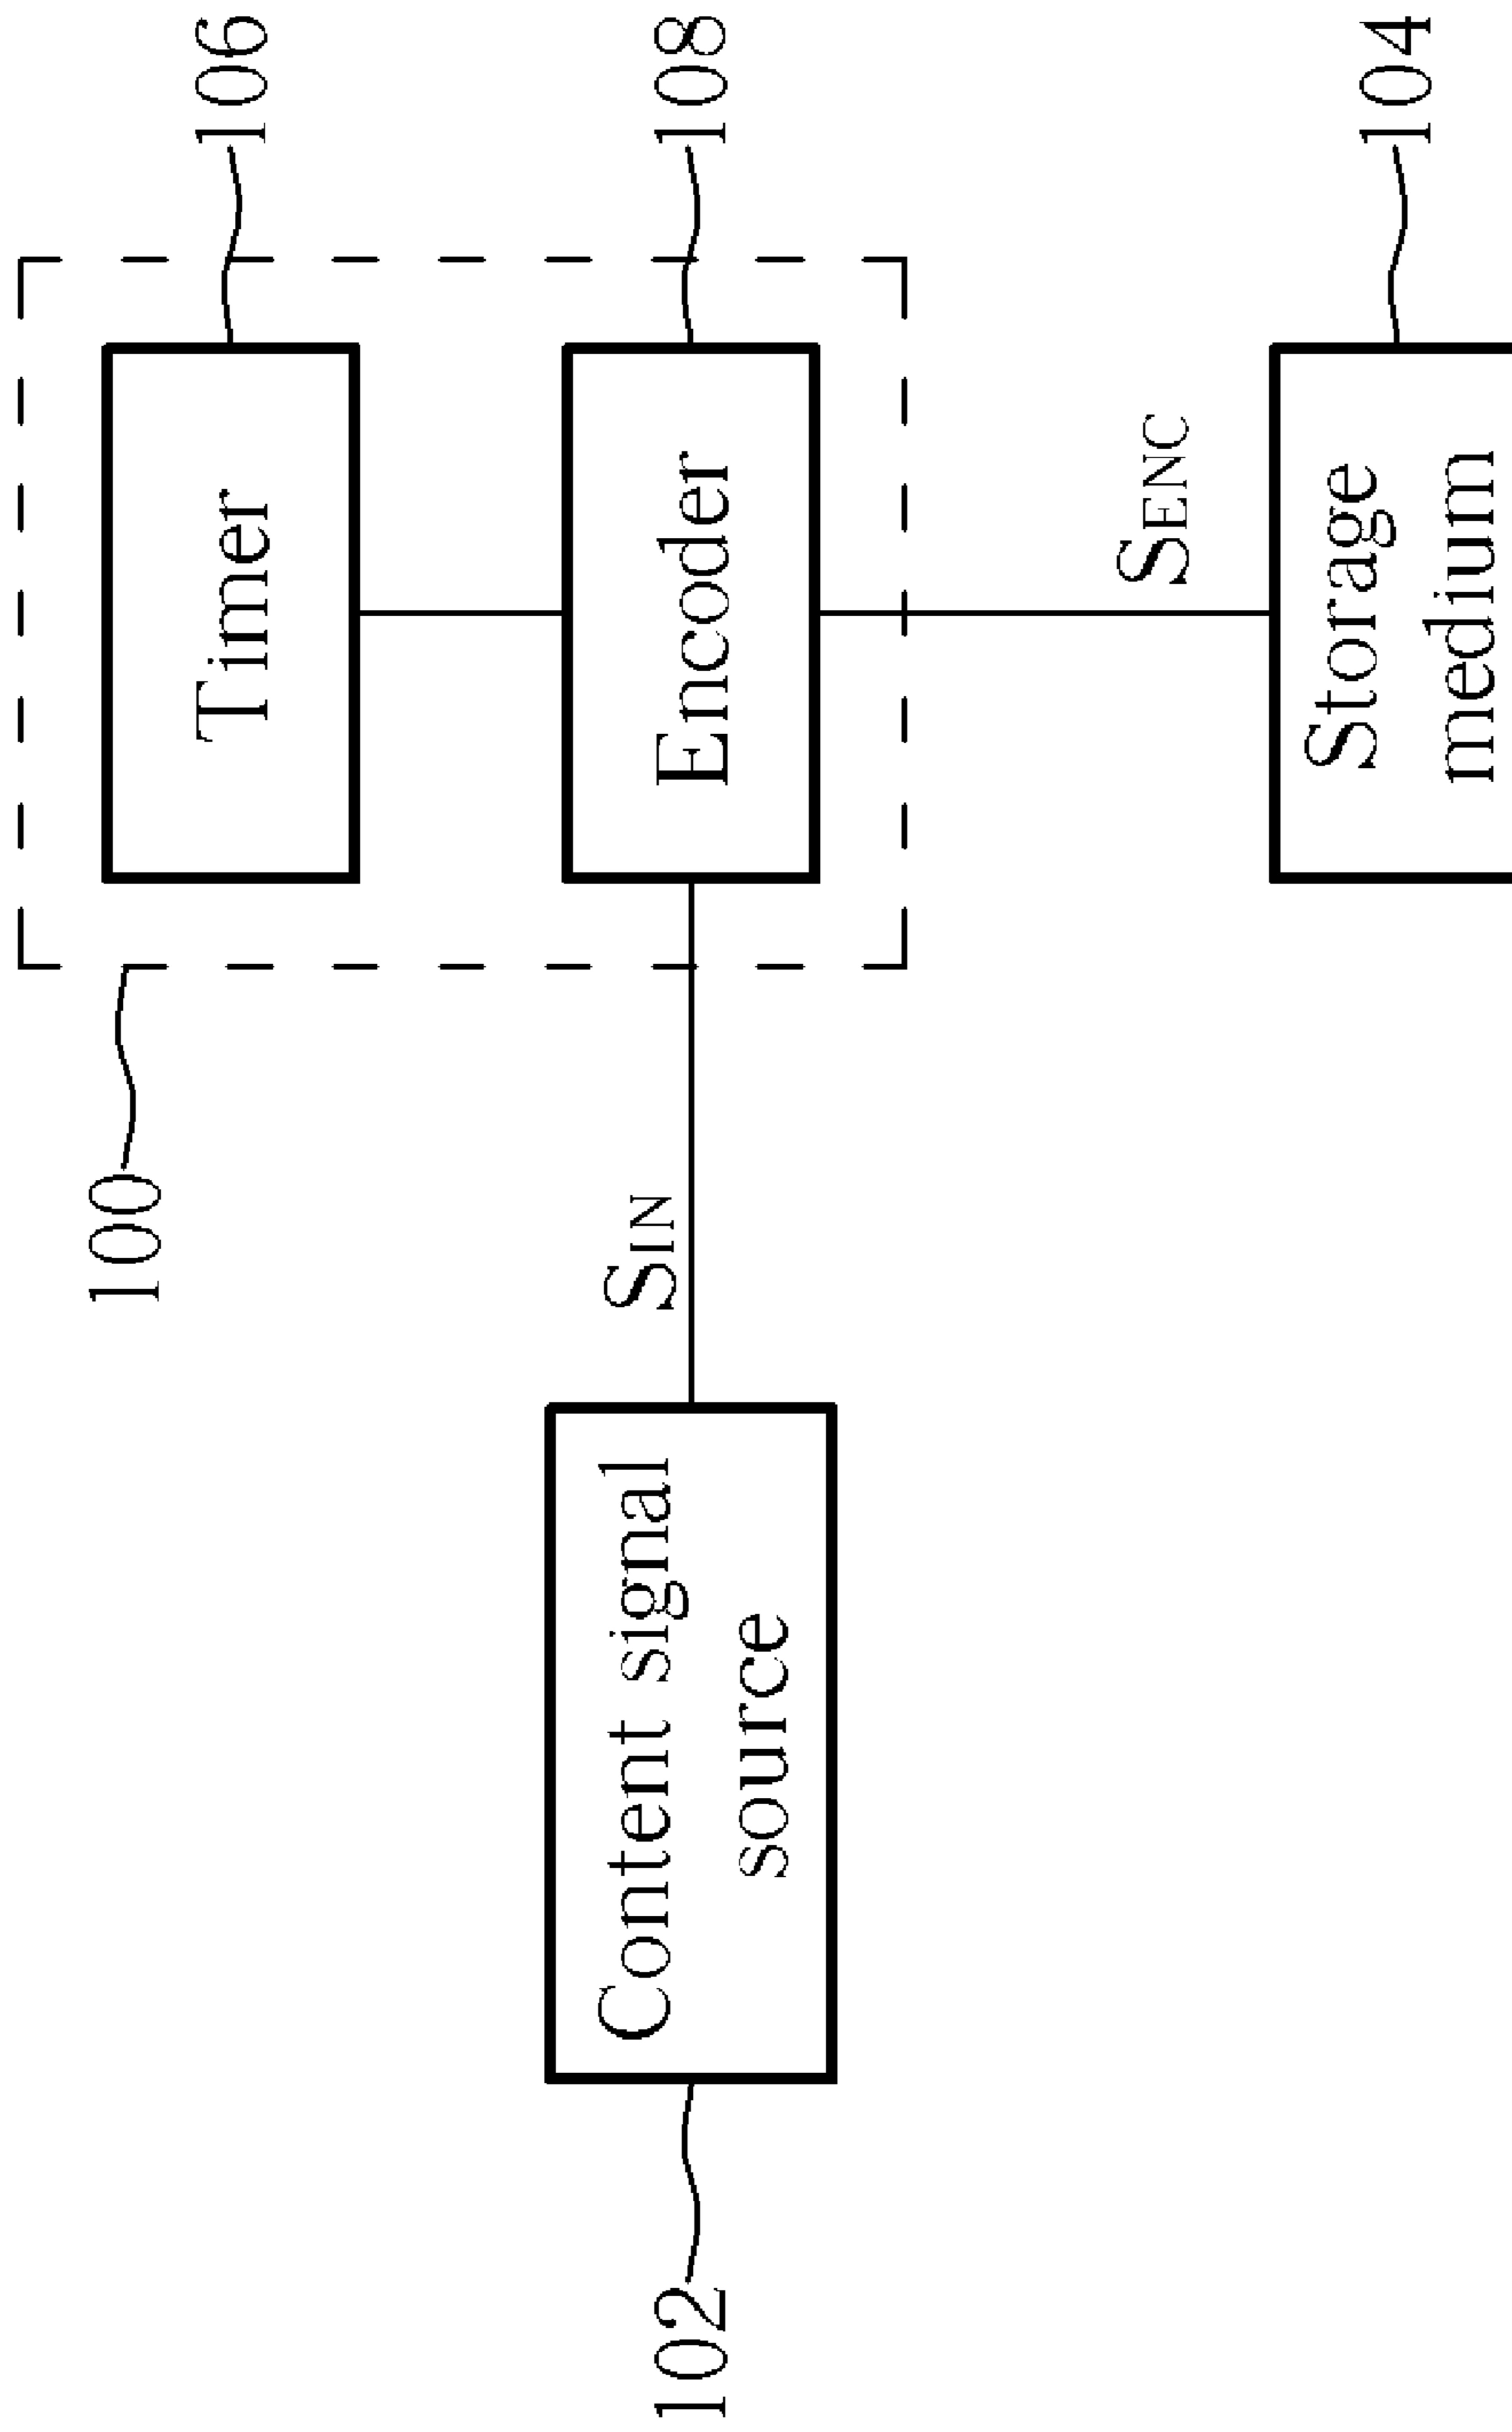 100
102
Content signal
source
SIN
Timer
106
Encoder
108
SENC
Storage
medium
104